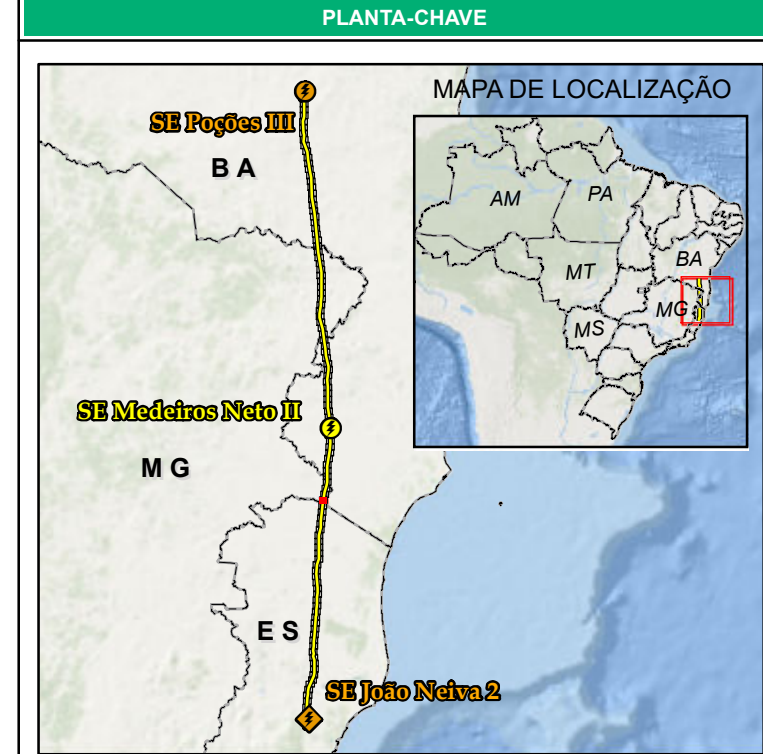 PLANTA-CHAVE
MAPA DE LOCALIZAÇÃO
SE Poções III
B A
AM
PA
BA
MT
MG
MS
SE Medeiros Neto II
M G
E S
SE João Neiva 2